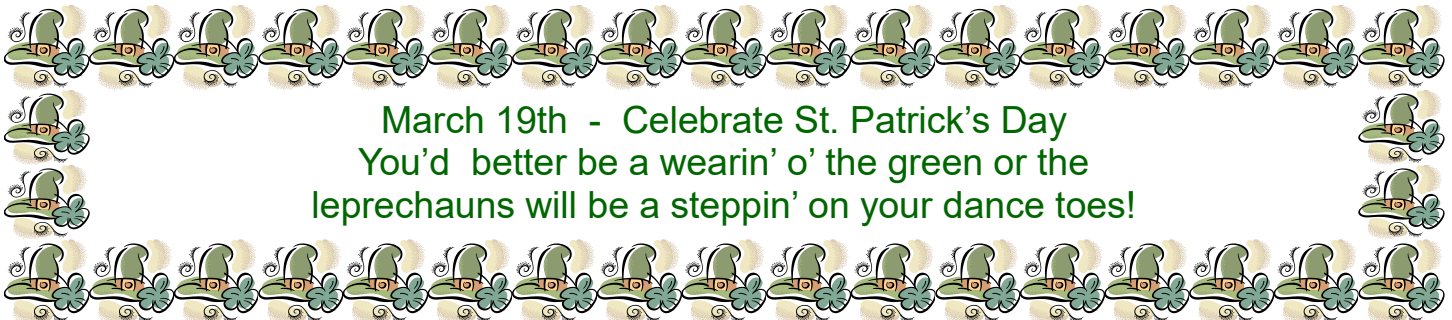 March 19th  -  Celebrate St. Patrick’s Day
You’d  better be a wearin’ o’ the green or the
leprechauns will be a steppin’ on your dance toes!